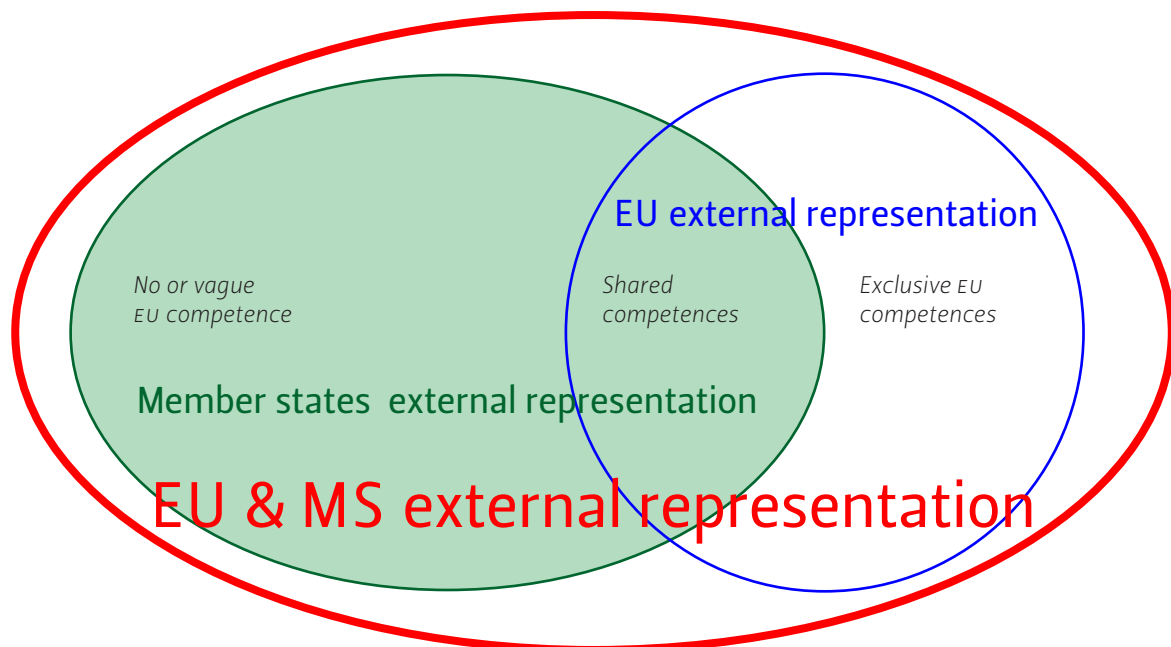 EU external representation
No or vague
EU competence
Shared
competences
Exclusive EU
competences
Member states external representation
EU & MS external representation